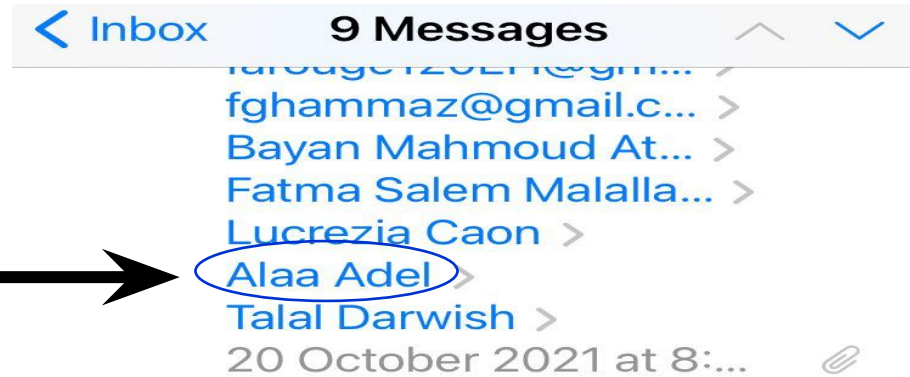 Inbox 9 Messages
fghammaz@gmail.c...
Bayan Mahmoud At...
Fatma Salem Malalla...
Lucrezia Caon
Alaa Adel
Talal Darwish
20 October 2021 at 8:...